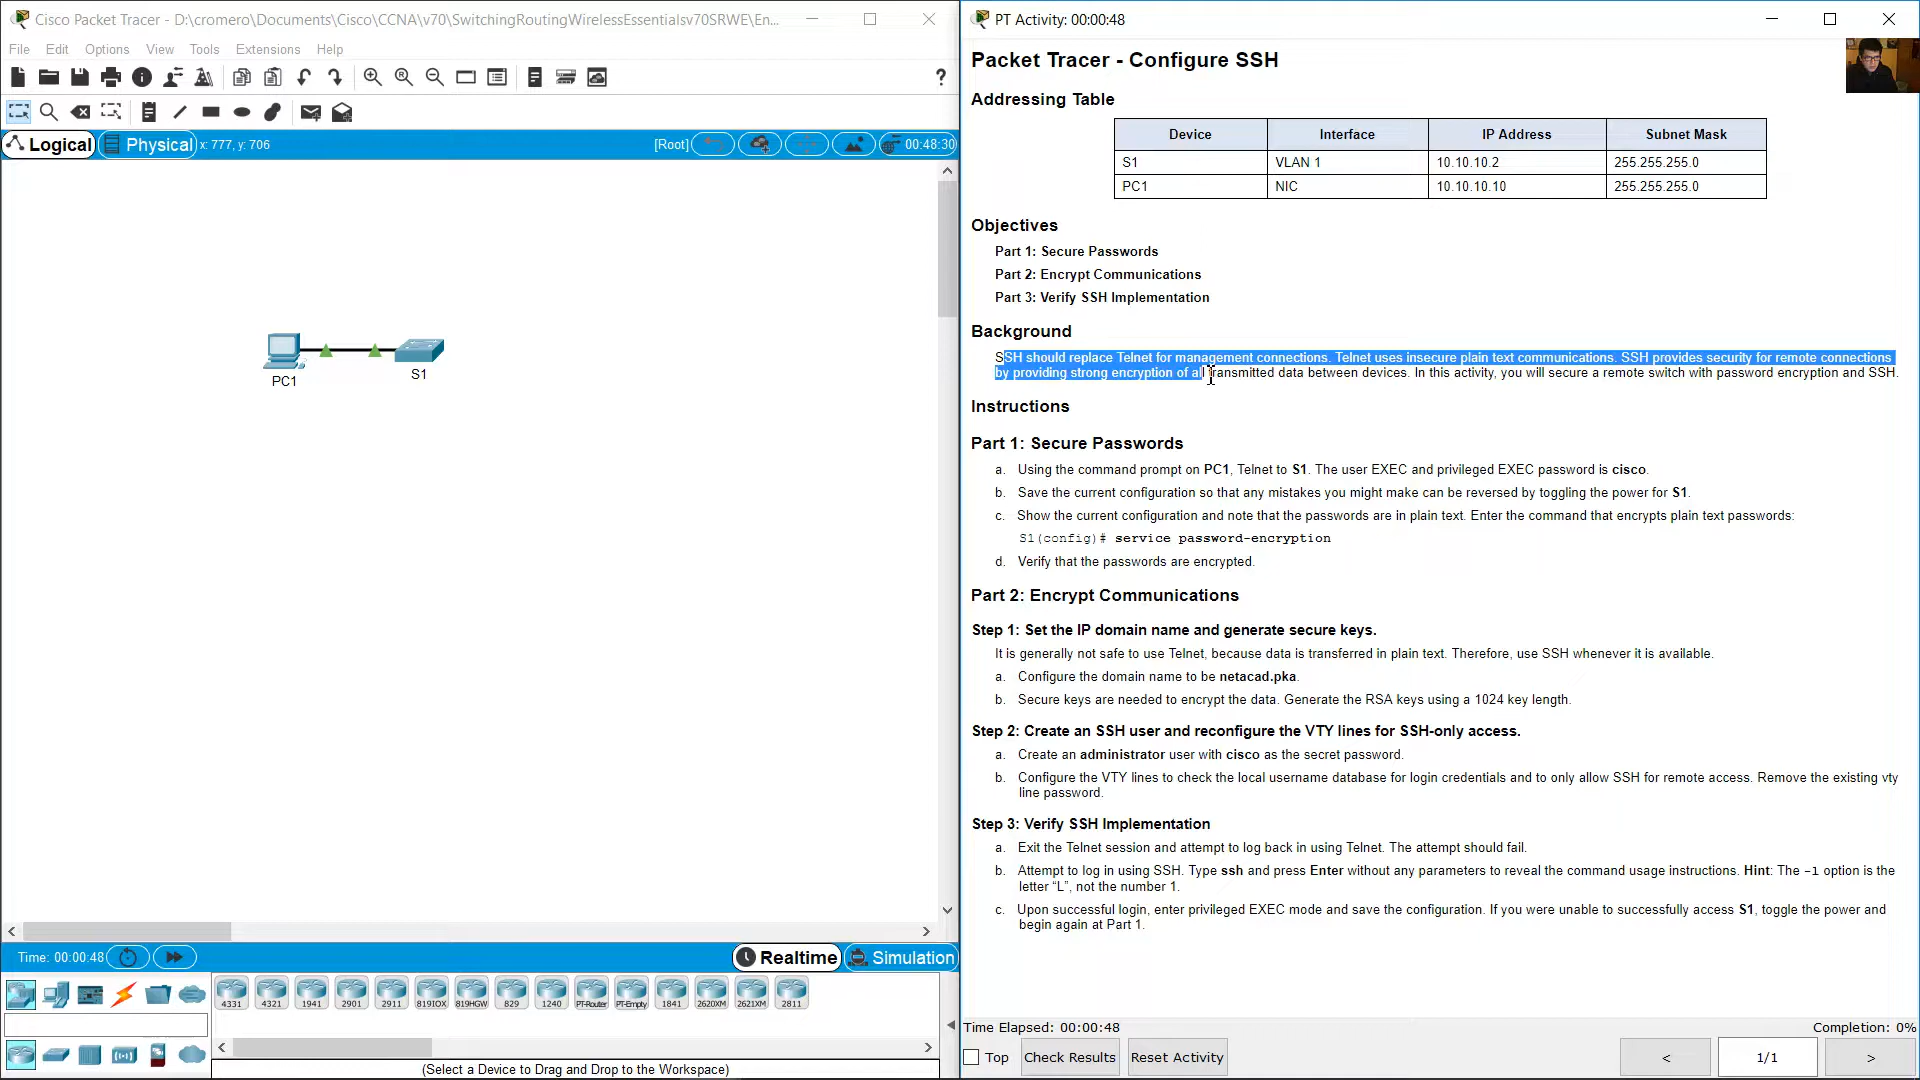 Cisco Packet Tracer - D:\cromero\Documents\Cisco\CCNA\v70\SwitchingRoutingWirelessEssentialsv70SRWE\En...
File Edit Options View Tools Extensions Help
?
Logical Physical x: 777, y: 706 [Root] 00:48:30
PC1
S1
Time: 00:00:48 Realtime Simulation
4331 4321 1941 2901 2911 819IOX 819HGW 829 1240 PT-Router PT-Empty 1841 2620XM 2621XM 2811
(Select a Device to Drag and Drop to the Workspace)
PT Activity: 00:00:48
Packet Tracer - Configure SSH
Addressing Table
Device Interface IP Address Subnet Mask
S1 VLAN 1 10.10.10.2 255.255.255.0
PC1 NIC 10.10.10.10 255.255.255.0
Objectives
Part 1: Secure Passwords
Part 2: Encrypt Communications
Part 3: Verify SSH Implementation
Background
SSH should replace Telnet for management connections. Telnet uses insecure plain text communications. SSH provides security for remote connections
by providing strong encryption of all transmitted data between devices. In this activity, you will secure a remote switch with password encryption and SSH.
Instructions
Part 1: Secure Passwords
a. Using the command prompt on PC1, Telnet to S1. The user EXEC and privileged EXEC password is cisco.
b. Save the current configuration so that any mistakes you might make can be reversed by toggling the power for S1.
c. Show the current configuration and note that the passwords are in plain text. Enter the command that encrypts plain text passwords:
S1(config)# service password-encryption
d. Verify that the passwords are encrypted.
Part 2: Encrypt Communications
Step 1: Set the IP domain name and generate secure keys.
It is generally not safe to use Telnet, because data is transferred in plain text. Therefore, use SSH whenever it is available.
a. Configure the domain name to be netacad.pka.
b. Secure keys are needed to encrypt the data. Generate the RSA keys using a 1024 key length.
Step 2: Create an SSH user and reconfigure the VTY lines for SSH-only access.
a. Create an administrator user with cisco as the secret password.
b. Configure the VTY lines to check the local username database for login credentials and to only allow SSH for remote access. Remove the existing vty
line password.
Step 3: Verify SSH Implementation
a. Exit the Telnet session and attempt to log back in using Telnet. The attempt should fail.
b. Attempt to log in using SSH. Type ssh and press Enter without any parameters to reveal the command usage instructions. Hint: The -l option is the
letter “L”, not the number 1.
c. Upon successful login, enter privileged EXEC mode and save the configuration. If you were unable to successfully access S1, toggle the power and
begin again at Part 1.
Time Elapsed: 00:00:48 Completion: 0%
Top Check Results Reset Activity < 1/1 >